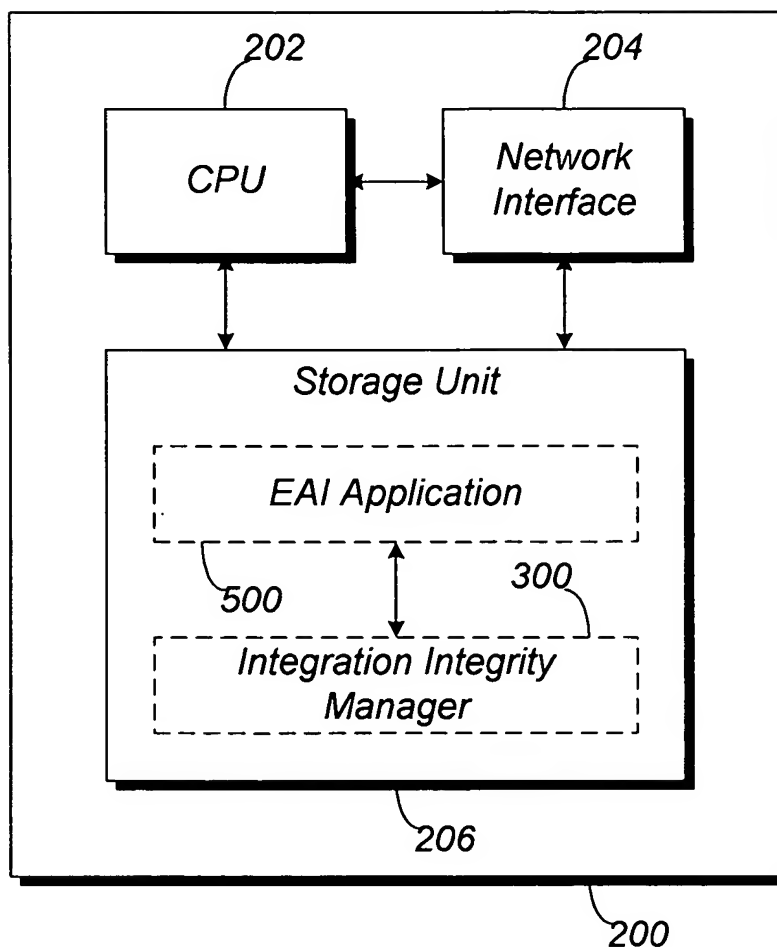 202
204
CPU
Network
Interface
Storage Unit
EAI Application
500
300
Integration Integrity
Manager
206
200